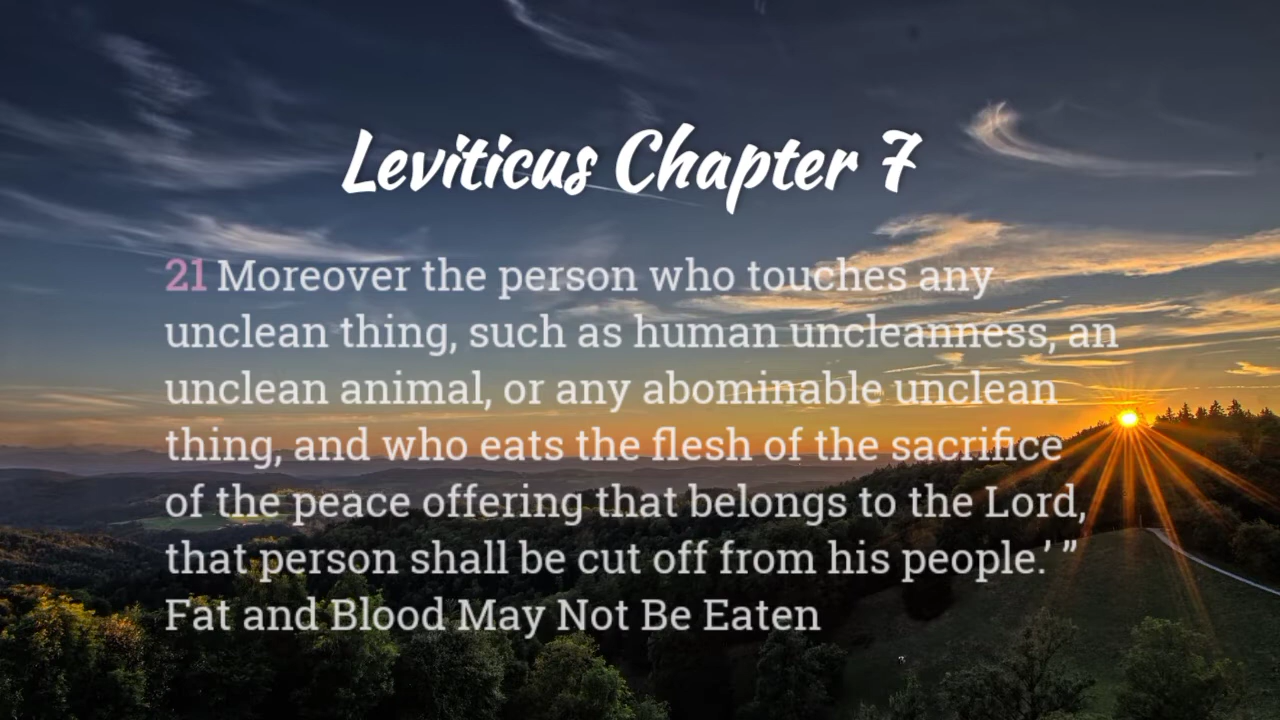 Leviticus Chapter 7
21 Moreover the person who touches any
unclean thing, such as human uncleanness, an
unclean animal, or any abominable unclean
thing, and who eats the flesh of the sacrifice
of the peace offering that belongs to the Lord,
that person shall be cut off from his people.’ ”
Fat and Blood May Not Be Eaten